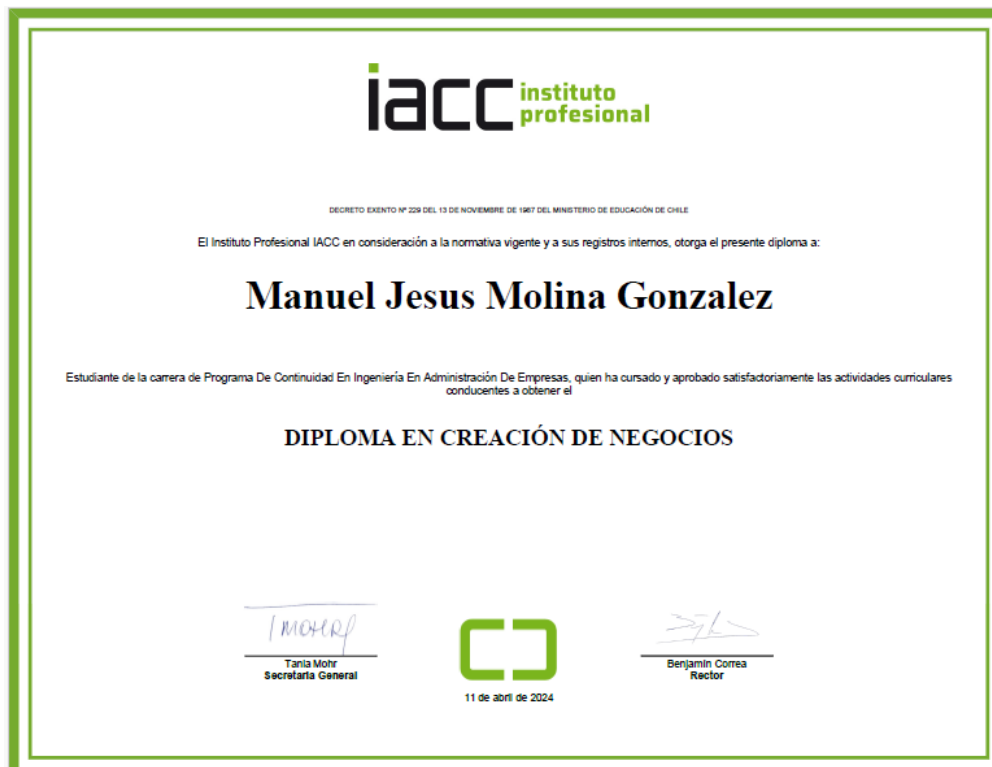 iacc instituto
profesional
DECRETO EXENTO Nº 229 DEL 13 DE NOVIEMBRE DE 1987 DEL MINISTERIO DE EDUCACIÓN DE CHILE
El Instituto Profesional IACC en consideración a la normativa vigente y a sus registros internos, otorga el presente diploma a:
Manuel Jesus Molina Gonzalez
Estudiante de la carrera de Programa De Continuidad En Ingeniería En Administración De Empresas, quien ha cursado y aprobado satisfactoriamente las actividades curriculares
conducentes a obtener el
DIPLOMA EN CREACIÓN DE NEGOCIOS
TMOHR
Tania Mohr
Secretaria General
Benjamin Correa
Rector
11 de abril de 2024